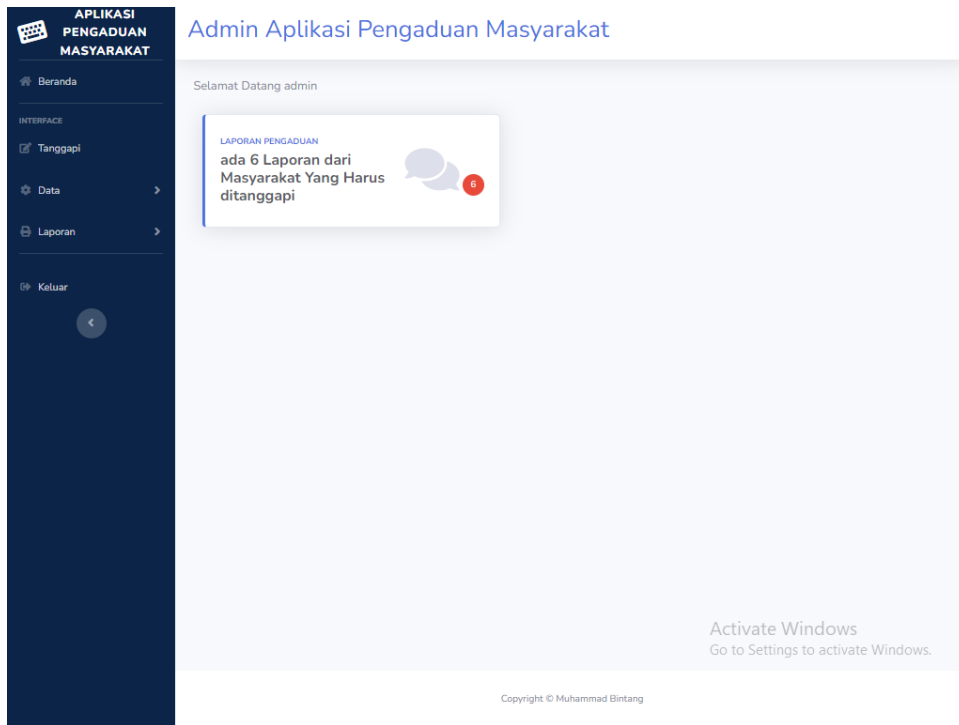 APLIKASI
PENGADUAN
MASYARAKAT
Beranda
INTERFACE
Tanggapi
Data
Laporan
Keluar
Admin Aplikasi Pengaduan Masyarakat
Selamat Datang admin
LAPORAN PENGADUAN
ada 6 Laporan dari
Masyarakat Yang Harus
ditanggapi
6
Activate Windows
Go to Settings to activate Windows.
Copyright © Muhammad Bintang